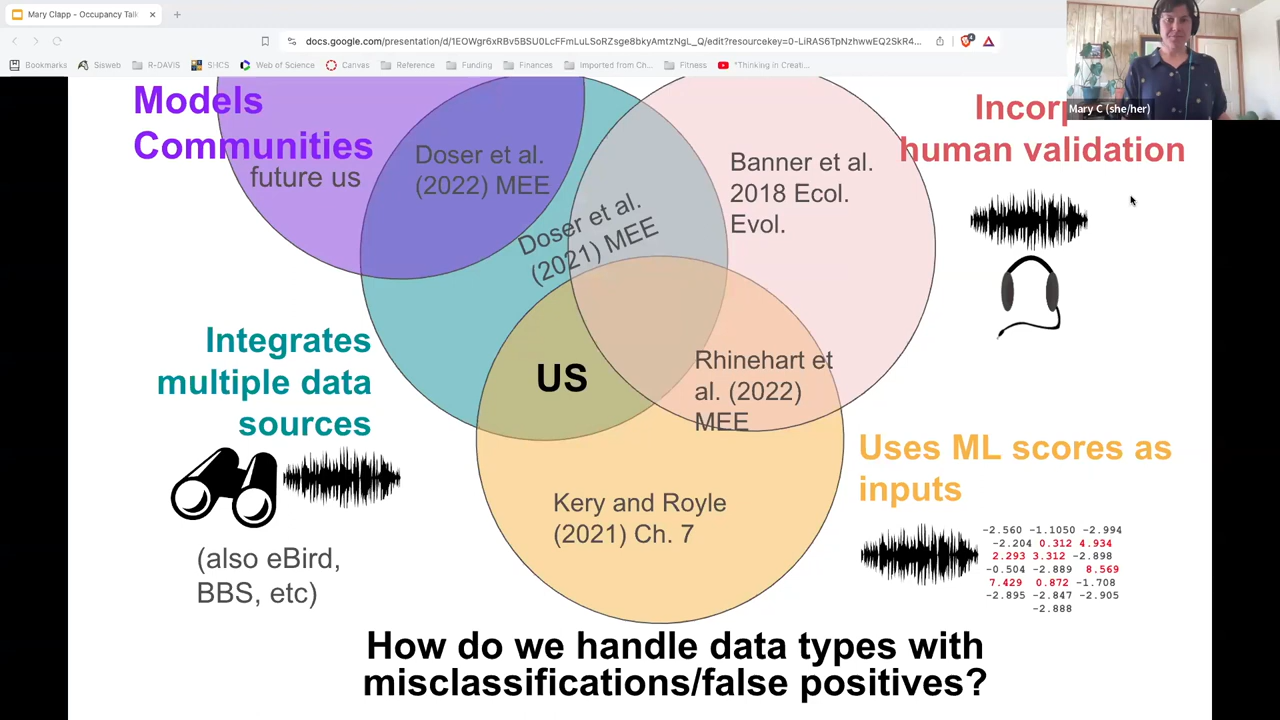 Mary Clapp – Occupancy Tal
docs.google.com/presentation/d/1EOWgr6xRBv5BSU0LcFFmLuLSoRZsge8bkyAmtzNgL_Q/edit?resourcekey=0-LiRAS6TpNzhwwEQ2SkR4...
Bookmarks
Sisweb
R-DAVIS
SHCS
Web of Science
Canvas
Reference
Funding
Finances
Imported from Ch...
Fitness
"Thinking in Creati...
Mary C (she/her)
Models
Communities
future us
Doser et al.
(2022) MEE
Doser et al.
(2021) MEE
Banner et al.
2018 Ecol.
Evol.
Incorp
human validation
Integrates
multiple data
sources
(also eBird,
BBS, etc)
US
Rhinehart et
al. (2022)
MEE
Kery and Royle
(2021) Ch. 7
Uses ML scores as
inputs
-2.560 -1.1050 -2.994
-2.204 0.312 4.934
2.293 3.312 -2.898
-0.504 -2.889 8.569
7.429 0.872 -1.708
-2.895 -2.847 -2.905
-2.888
How do we handle data types with
misclassifications/false positives?